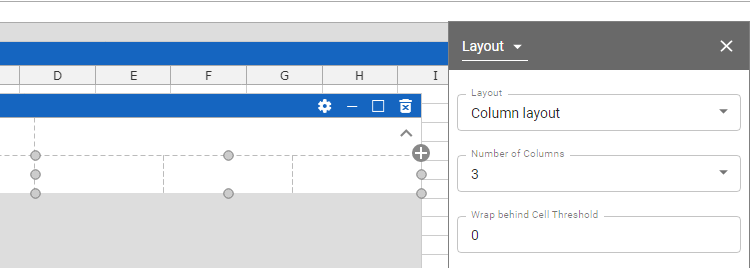 Layout
D E F G H I
Layout
Column layout
Number of Columns
3
Wrap behind Cell Threshold
0